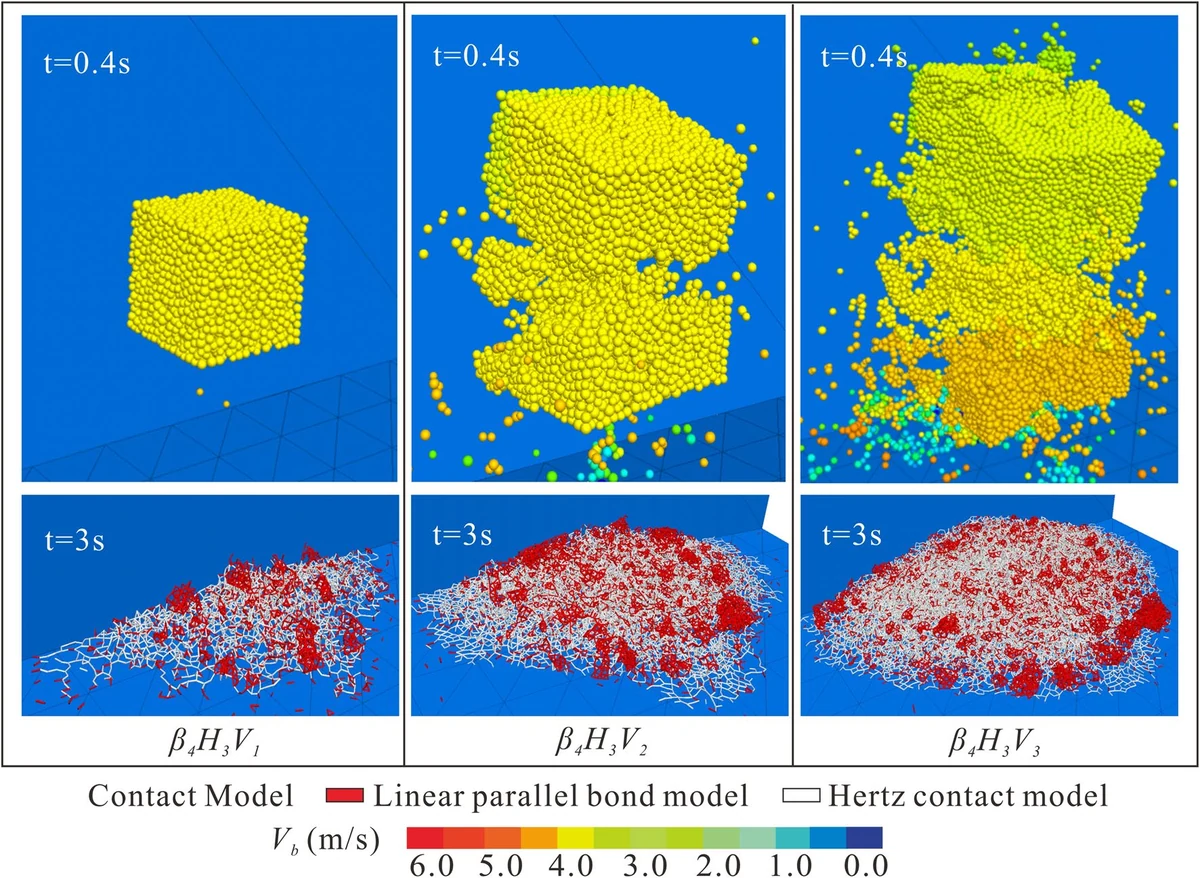 t=0.4s
t=0.4s
t=0.4s
t=3s
t=3s
t=3s
β₄H₃V₁
β₄H₃V₂
β₄H₃V₃
Contact Model Linear parallel bond model Hertz contact model
V_b (m/s)
6.0 5.0 4.0 3.0 2.0 1.0 0.0